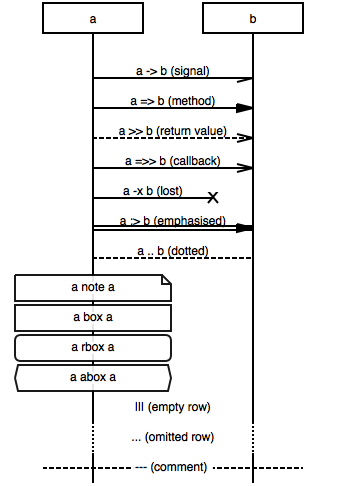 a
b
a -> b (signal)
a => b (method)
a >> b (return value)
a =>> b (callback)
a -x b (lost)
a :> b (emphasised)
a .. b (dotted)
a note a
a box a
a rbox a
a abox a
||| (empty row)
... (omitted row)
--- (comment)